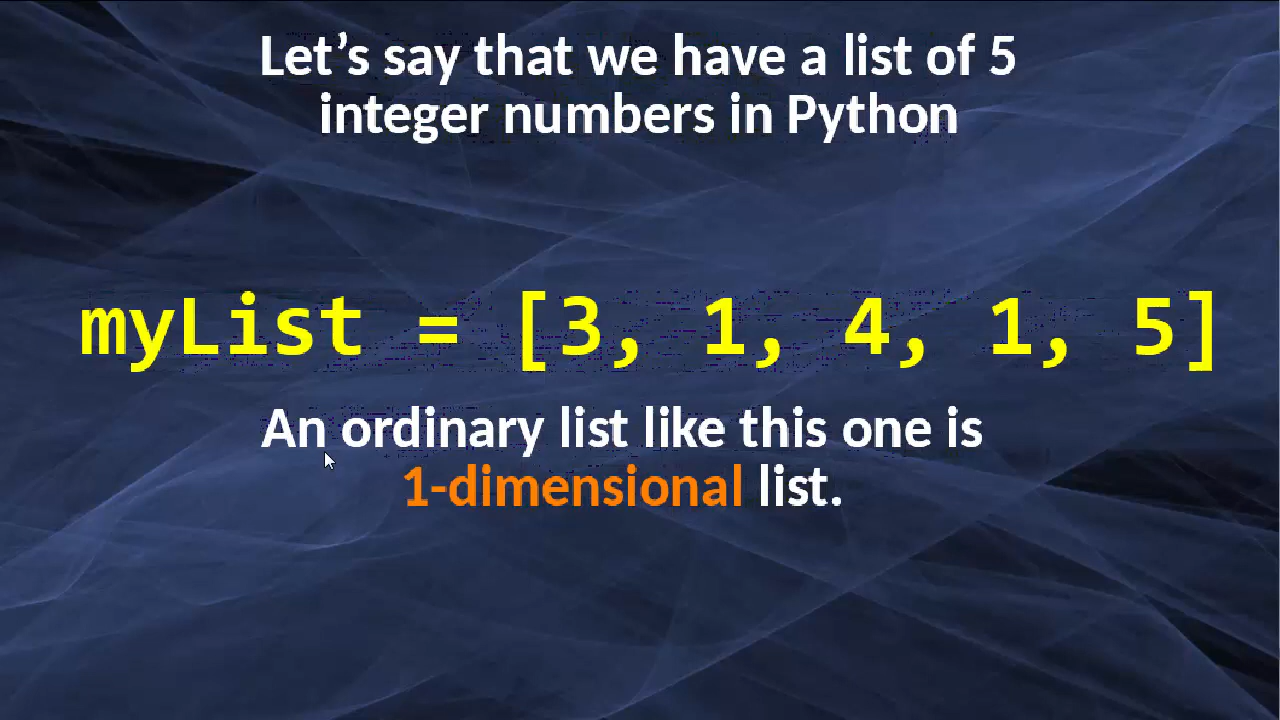 Let’s say that we have a list of 5
integer numbers in Python
myList = [3, 1, 4, 1, 5]
An ordinary list like this one is
1-dimensional list.